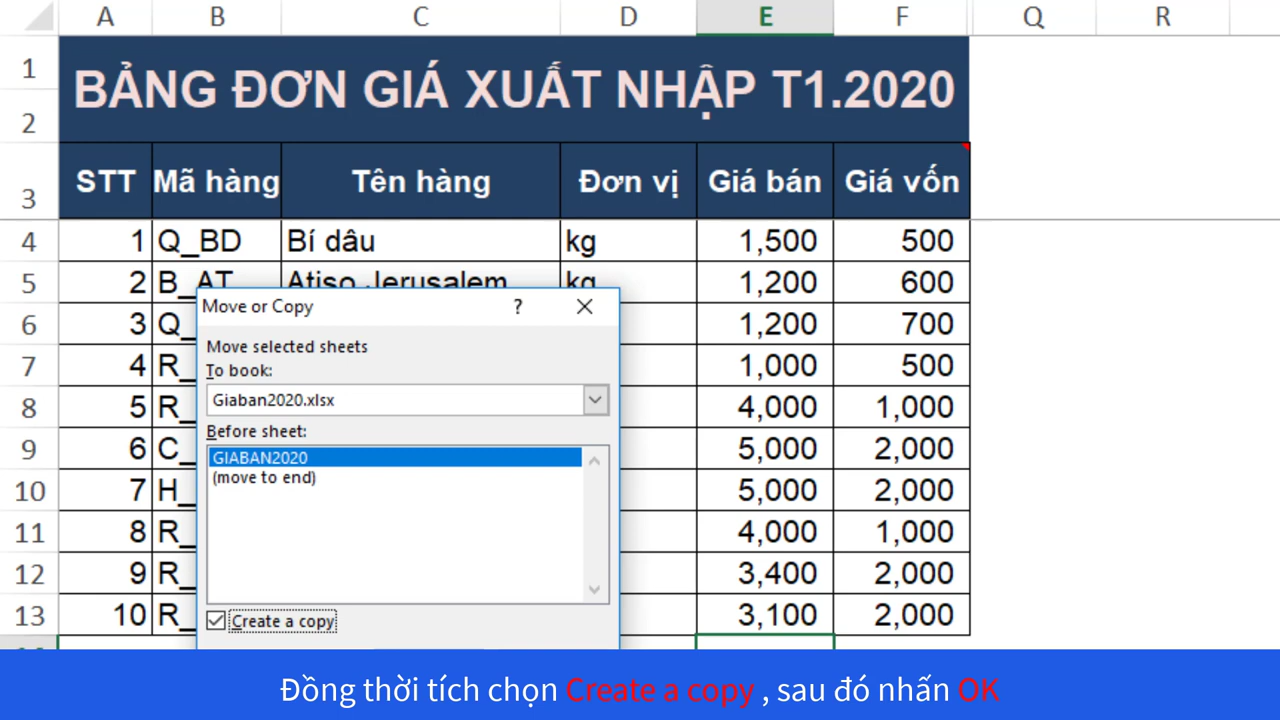 A B C D E F Q R
1 BẢNG ĐƠN GIÁ XUẤT NHẬP T1.2020
2
3 STT Mã hàng Tên hàng Đơn vị Giá bán Giá vốn
4 1 Q_BD Bí dâu kg 1,500 500
5 2 B_AT Atiso Jerusalem kg 1,200 600
6 3 Q_ 1,200 700
7 4 R_ 1,000 500
8 5 R_ 4,000 1,000
9 6 C_ 5,000 2,000
10 7 H_ 5,000 2,000
11 8 R_ 4,000 1,000
12 9 R_ 3,400 2,000
13 10 R_ 3,100 2,000
Move or Copy ?
Move selected sheets
To book:
Giaban2020.xlsx
Before sheet:
GIABAN2020
(move to end)
Create a copy
Đồng thời tích chọn Create a copy , sau đó nhấn OK